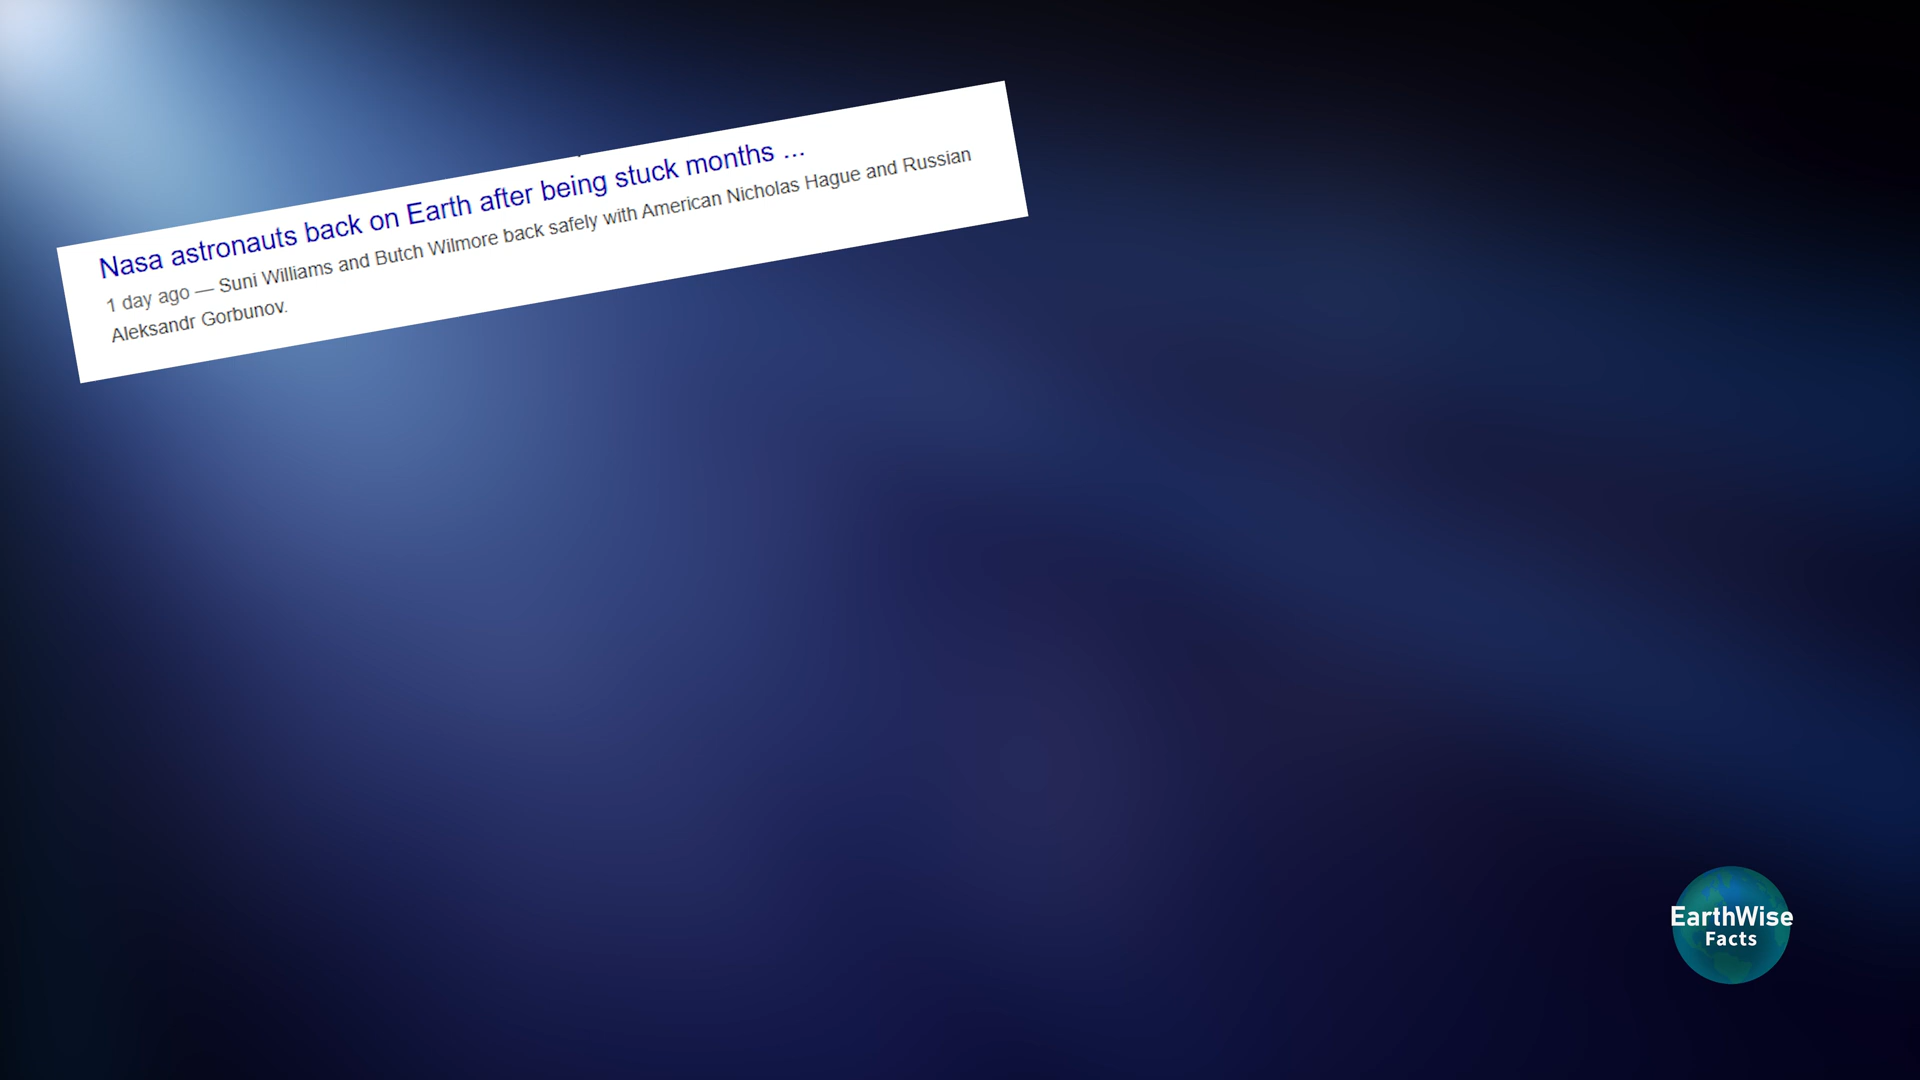 Nasa astronauts back on Earth after being stuck months ...
1 day ago — Suni Williams and Butch Wilmore back safely with American Nicholas Hague and Russian
Aleksandr Gorbunov.
EarthWise
Facts